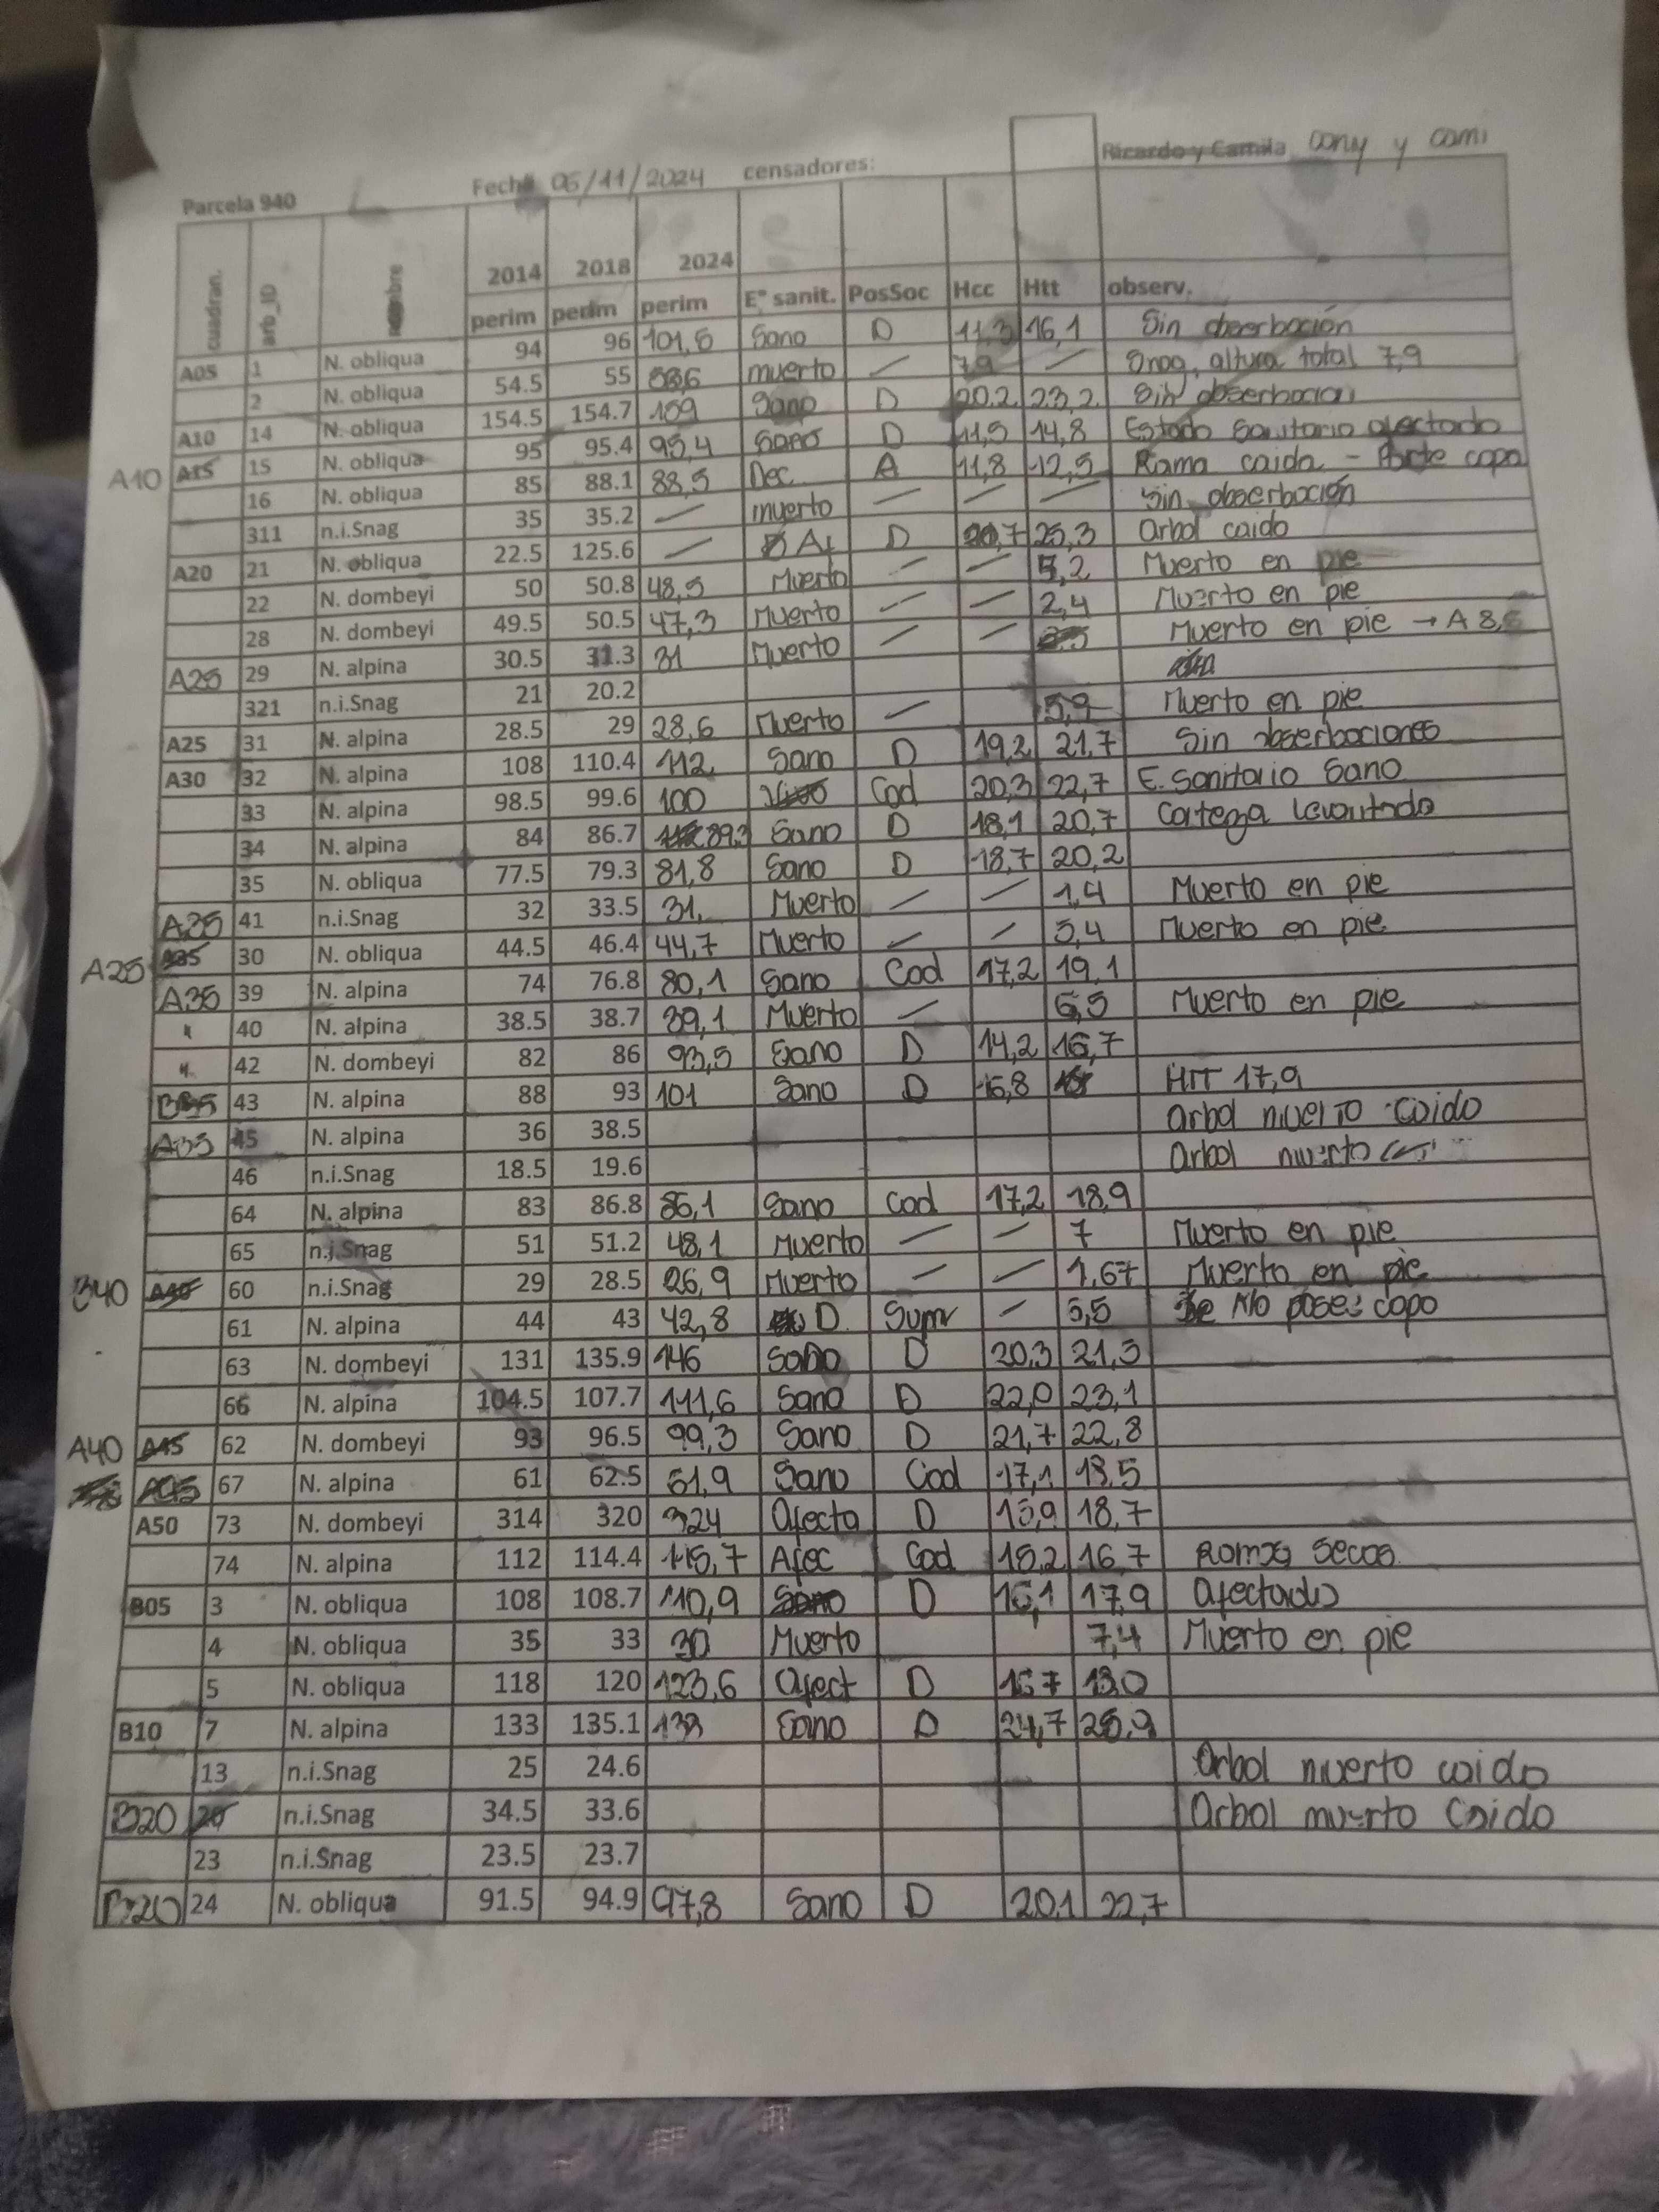 Ricardo y Camila cony y cami
Parcela 940 Fecha 05/11/2024 censadores:
cuadran. arb_ID 2014 2018 2024
perim perim perim E° sanit. PosSoc Hcc Htt observ.
A05 1 N. obliqua 94 96 101,5 Sano D 11,3 16,1 Sin obserbación
2 N. obliqua 54.5 55 muerto — 7,9 — altura total 7,9
A10 14 N. obliqua 154.5 154.7 159 Sano D 20.2 23,2 Sin obserbacion
A10 A15 15 N. obliqua 95 95.4 95,4 Sano D 11,5 14,8 Estado Sanitario afectado
16 N. obliqua 85 88.1 88,5 Dec A 11,8 12,5 Rama caida - Parte copa
311 n.i.Snag 35 35.2 — muerto — — — Sin obserbación
A20 21 N. obliqua 22.5 125.6 — Af D 20,7 25,3 Arbol caido
22 N. dombeyi 50 50.8 48,5 Muerto — — 5,2 Muerto en pie
28 N. dombeyi 49.5 50.5 47,3 Muerto — — 2,4 Muerto en pie
A25 29 N. alpina 30.5 31.3 31 Muerto — — Muerto en pie → A 8,5
321 n.i.Snag 21 20.2
A25 31 N. alpina 28.5 29 28,6 Muerto — 5,9 Muerto en pie
A30 32 N. alpina 108 110.4 112, Sano D 19,2 21,7 Sin obserbaciones
33 N. alpina 98.5 99.6 100 Cod 20,3 22,7 E. Sanitario Sano
34 N. alpina 84 86.7 89,3 Sano D 18,1 20,7 Corteza Levantada
35 N. obliqua 77.5 79.3 81,8 Sano D 18,7 20,2
A35 41 n.i.Snag 32 33.5 31, Muerto — — 1,4 Muerto en pie
A25 A35 30 N. obliqua 44.5 46.4 44,7 Muerto — — 5,4 Muerto en pie
A35 39 N. alpina 74 76.8 80,1 Sano Cod 17,2 19,1
" 40 N. alpina 38.5 38.7 39,1 Muerto — 6,5 Muerto en pie
" 42 N. dombeyi 82 86 93,5 Sano D 14,2 16,7
B35 43 N. alpina 88 93 101 Sano D 15,8 HTT 17,9
A35 45 N. alpina 36 38.5 Arbol muerto caido
46 n.i.Snag 18.5 19.6 Arbol muerto
64 N. alpina 83 86.8 86,1 Sano Cod 17,2 18,9
65 n.i.Snag 51 51.2 48,1 Muerto — — 7 Muerto en pie
B40 A40 60 n.i.Snag 29 28.5 26,9 Muerto — — 1,67 Muerto en pie
61 N. alpina 44 43 42,8 D Supr — 5,5 No posee copa
63 N. dombeyi 131 135.9 146 Sano D 20,3 21,3
66 N. alpina 104.5 107.7 111,6 Sano D 22,0 23,1
A40 A45 62 N. dombeyi 93 96.5 99,3 Sano D 21,7 22,8
A45 67 N. alpina 61 62.5 61,9 Sano Cod 17,1 18,5
A50 73 N. dombeyi 314 320 324 Afecta D 15,9 18,7
74 N. alpina 112 114.4 115,7 Afec Cod 15,2 16,7 Ramas secas
B05 3 N. obliqua 108 108.7 110,9 Sano D 16,1 17,9 afectado
4 N. obliqua 35 33 30 Muerto 7,4 Muerto en pie
5 N. obliqua 118 120 123,6 afect D
B10 7 N. alpina 133 135.1 138 Sano D 24,7
13 n.i.Snag 25 24.6 Arbol muerto caido
B20 20 n.i.Snag 34.5 33.6 Arbol muerto caido
23 n.i.Snag 23.5 23.7
B20 24 N. obliqua 91.5 94.9 97,8 Sano D 20,1 22,7